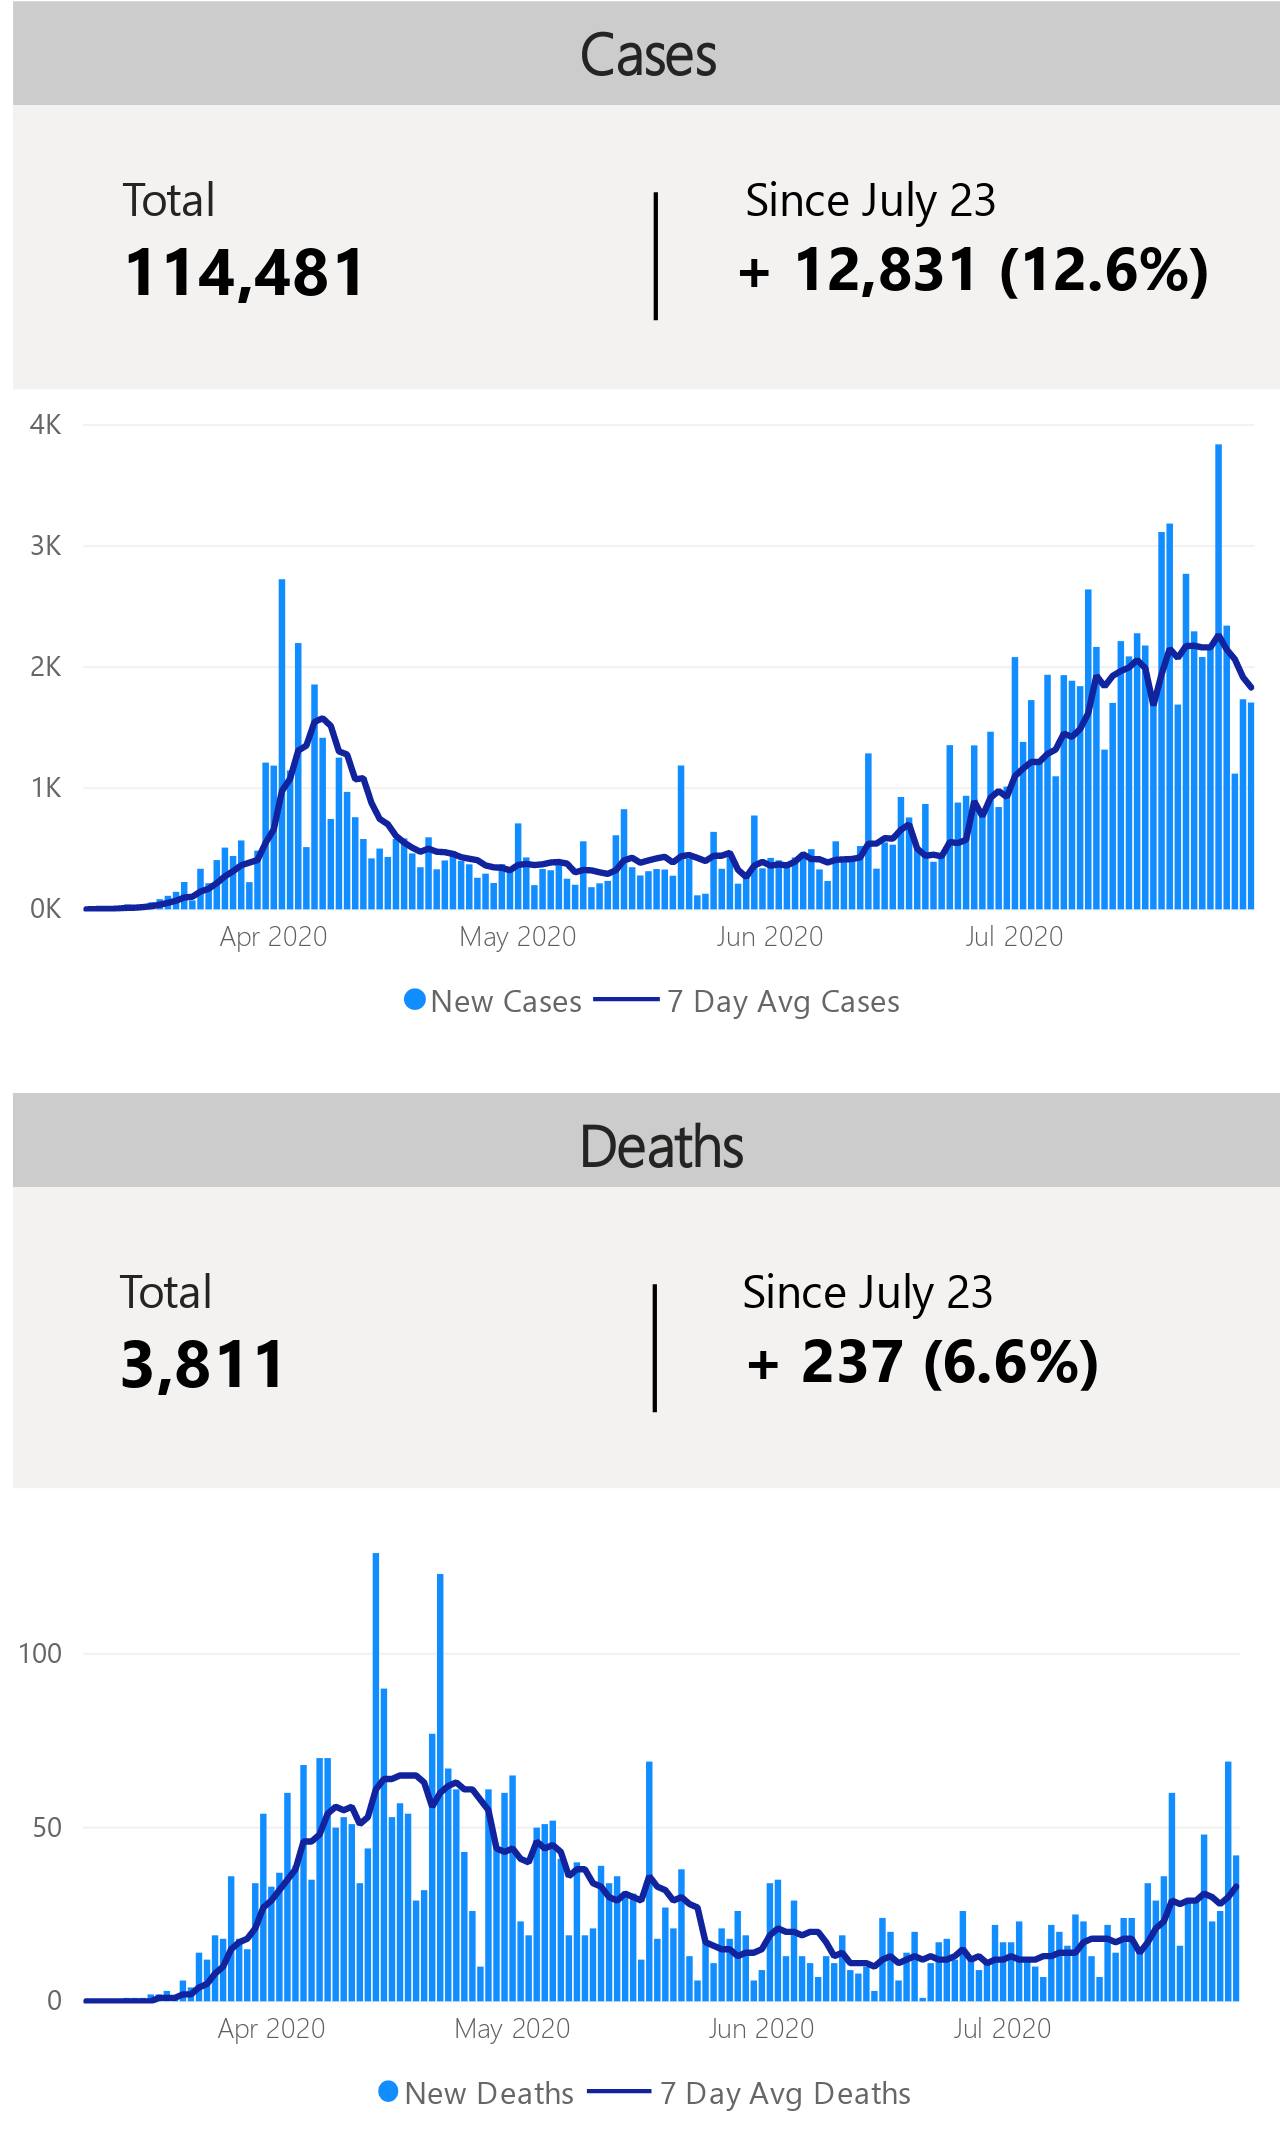 Cases
Total
114,481
Since July 23
+ 12,831 (12.6%)
4K
3K
2K
1K
0K
Apr 2020
May 2020
Jun 2020
Jul 2020
New Cases
7 Day Avg Cases
Deaths
Total
3,811
Since July 23
+ 237 (6.6%)
100
50
0
Apr 2020
May 2020
Jun 2020
Jul 2020
New Deaths
7 Day Avg Deaths